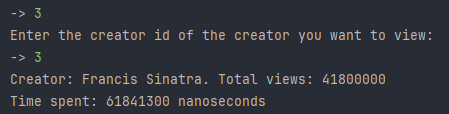 -> 3
Enter the creator id of the creator you want to view:
-> 3
Creator: Francis Sinatra. Total views: 41800000
Time spent: 61841300 nanoseconds